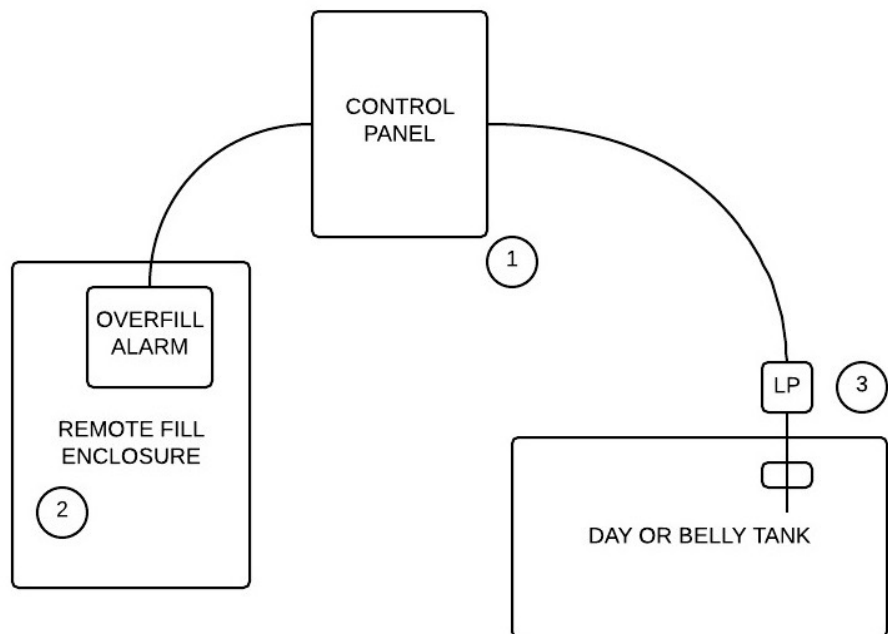 CONTROL
PANEL
1
OVERFILL
ALARM
LP
3
REMOTE FILL
ENCLOSURE
2
DAY OR BELLY TANK